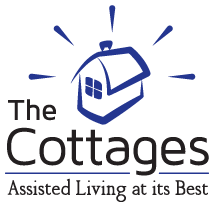 The
Cottages
Assisted Living at its Best